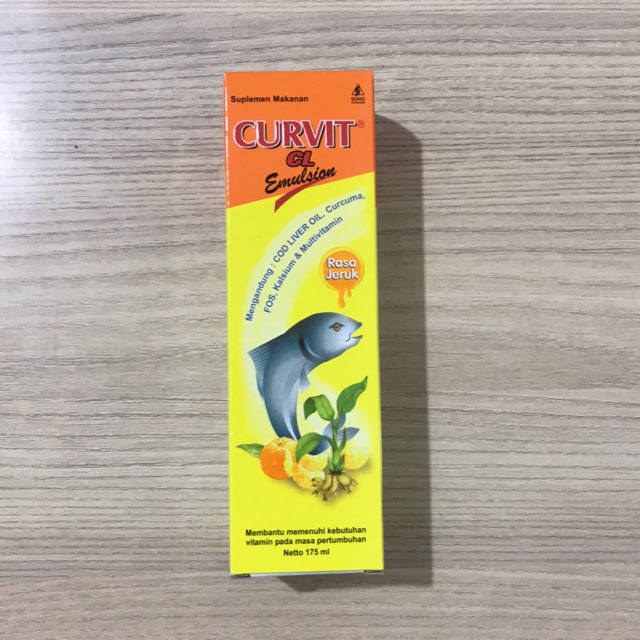 Suplemen Makanan
SOHO
CURVIT®
CL
Emulsion
Mengandung : COD LIVER OIL, Curcuma,
FOS, Kalsium & Multivitamin
Rasa
Jeruk
Membantu memenuhi kebutuhan
vitamin pada masa pertumbuhan
Netto 175 ml